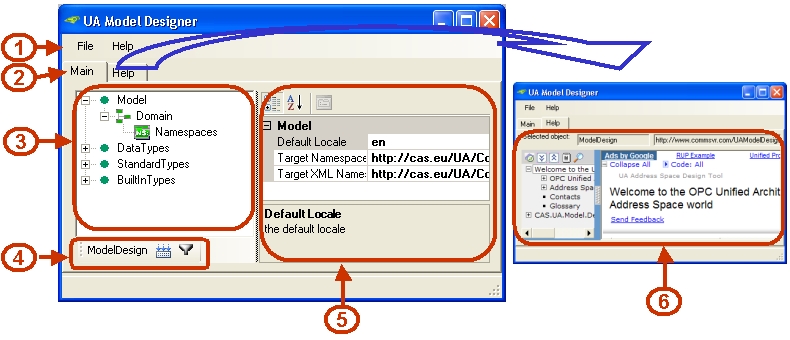 UA Model Designer
1 File Help
2 Main Help
3
Model
Domain
NS Namespaces
DataTypes
StandardTypes
BuiltInTypes
4 ModelDesign
A Z
Model
Default Locale en
Target Namespace http://cas.eu/UA/Co
Target XML Name: http://cas.eu/UA/Co
Default Locale
the default locale
5
UA Model Designer
File Help
Main Help
Selected object: ModelDesign http://www.commsvr.com/UAModelDesign
Ads by Google RUP Example Unified Pro
Collapse All Code: All
UA Address Space Design Tool
Welcome to the U
OPC Unified
Address Spa
Contacts
Glossary
CAS.UA.Model.De
Welcome to the OPC Unified Archit
Address Space world
Send Feedback
6